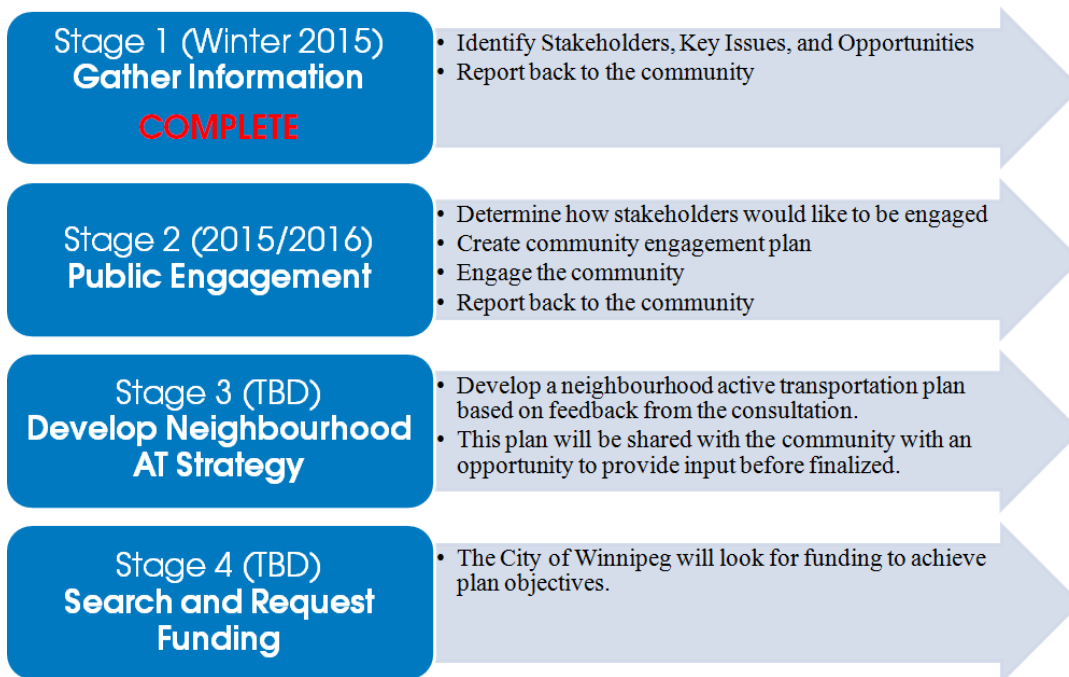 Stage 1 (Winter 2015)
Gather Information
COMPLETE
• Identify Stakeholders, Key Issues, and Opportunities
• Report back to the community
Stage 2 (2015/2016)
Public Engagement
• Determine how stakeholders would like to be engaged
• Create community engagement plan
• Engage the community
• Report back to the community
Stage 3 (TBD)
Develop Neighbourhood
AT Strategy
• Develop a neighbourhood active transportation plan
based on feedback from the consultation.
• This plan will be shared with the community with an
opportunity to provide input before finalized.
Stage 4 (TBD)
Search and Request
Funding
• The City of Winnipeg will look for funding to achieve
plan objectives.